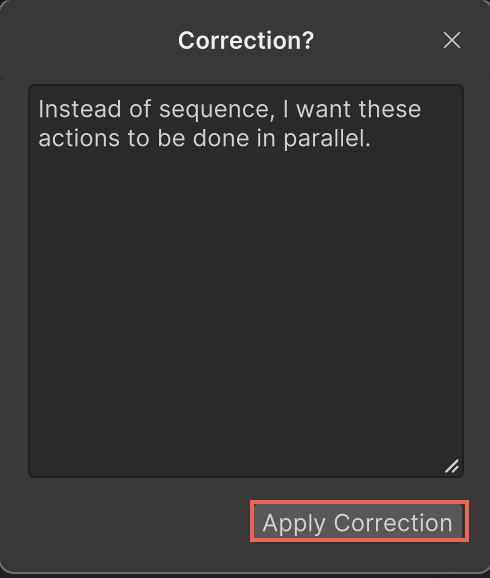 Correction?
Instead of sequence, I want these
actions to be done in parallel.
Apply Correction